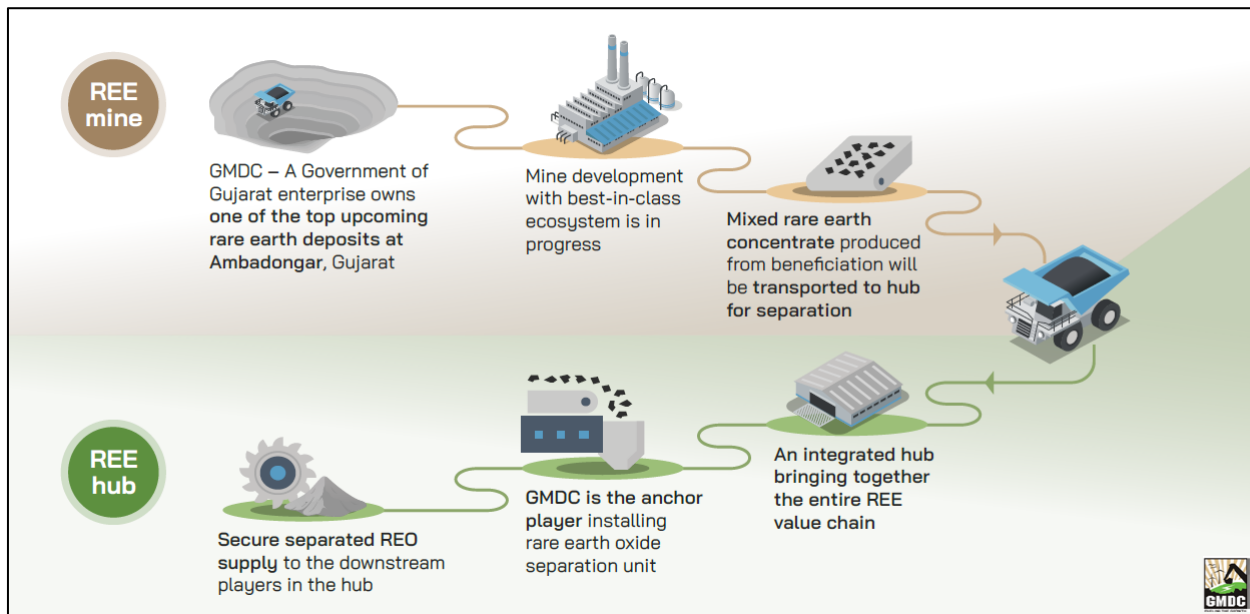 REE
mine
GMDC – A Government of
Gujarat enterprise owns
one of the top upcoming
rare earth deposits at
Ambadongar, Gujarat
Mine development
with best-in-class
ecosystem is in
progress
Mixed rare earth
concentrate produced
from beneficiation will
be transported to hub
for separation
REE
hub
Secure separated REO
supply to the downstream
players in the hub
GMDC is the anchor
player installing
rare earth oxide
separation unit
An integrated hub
bringing together
the entire REE
value chain
GMDC